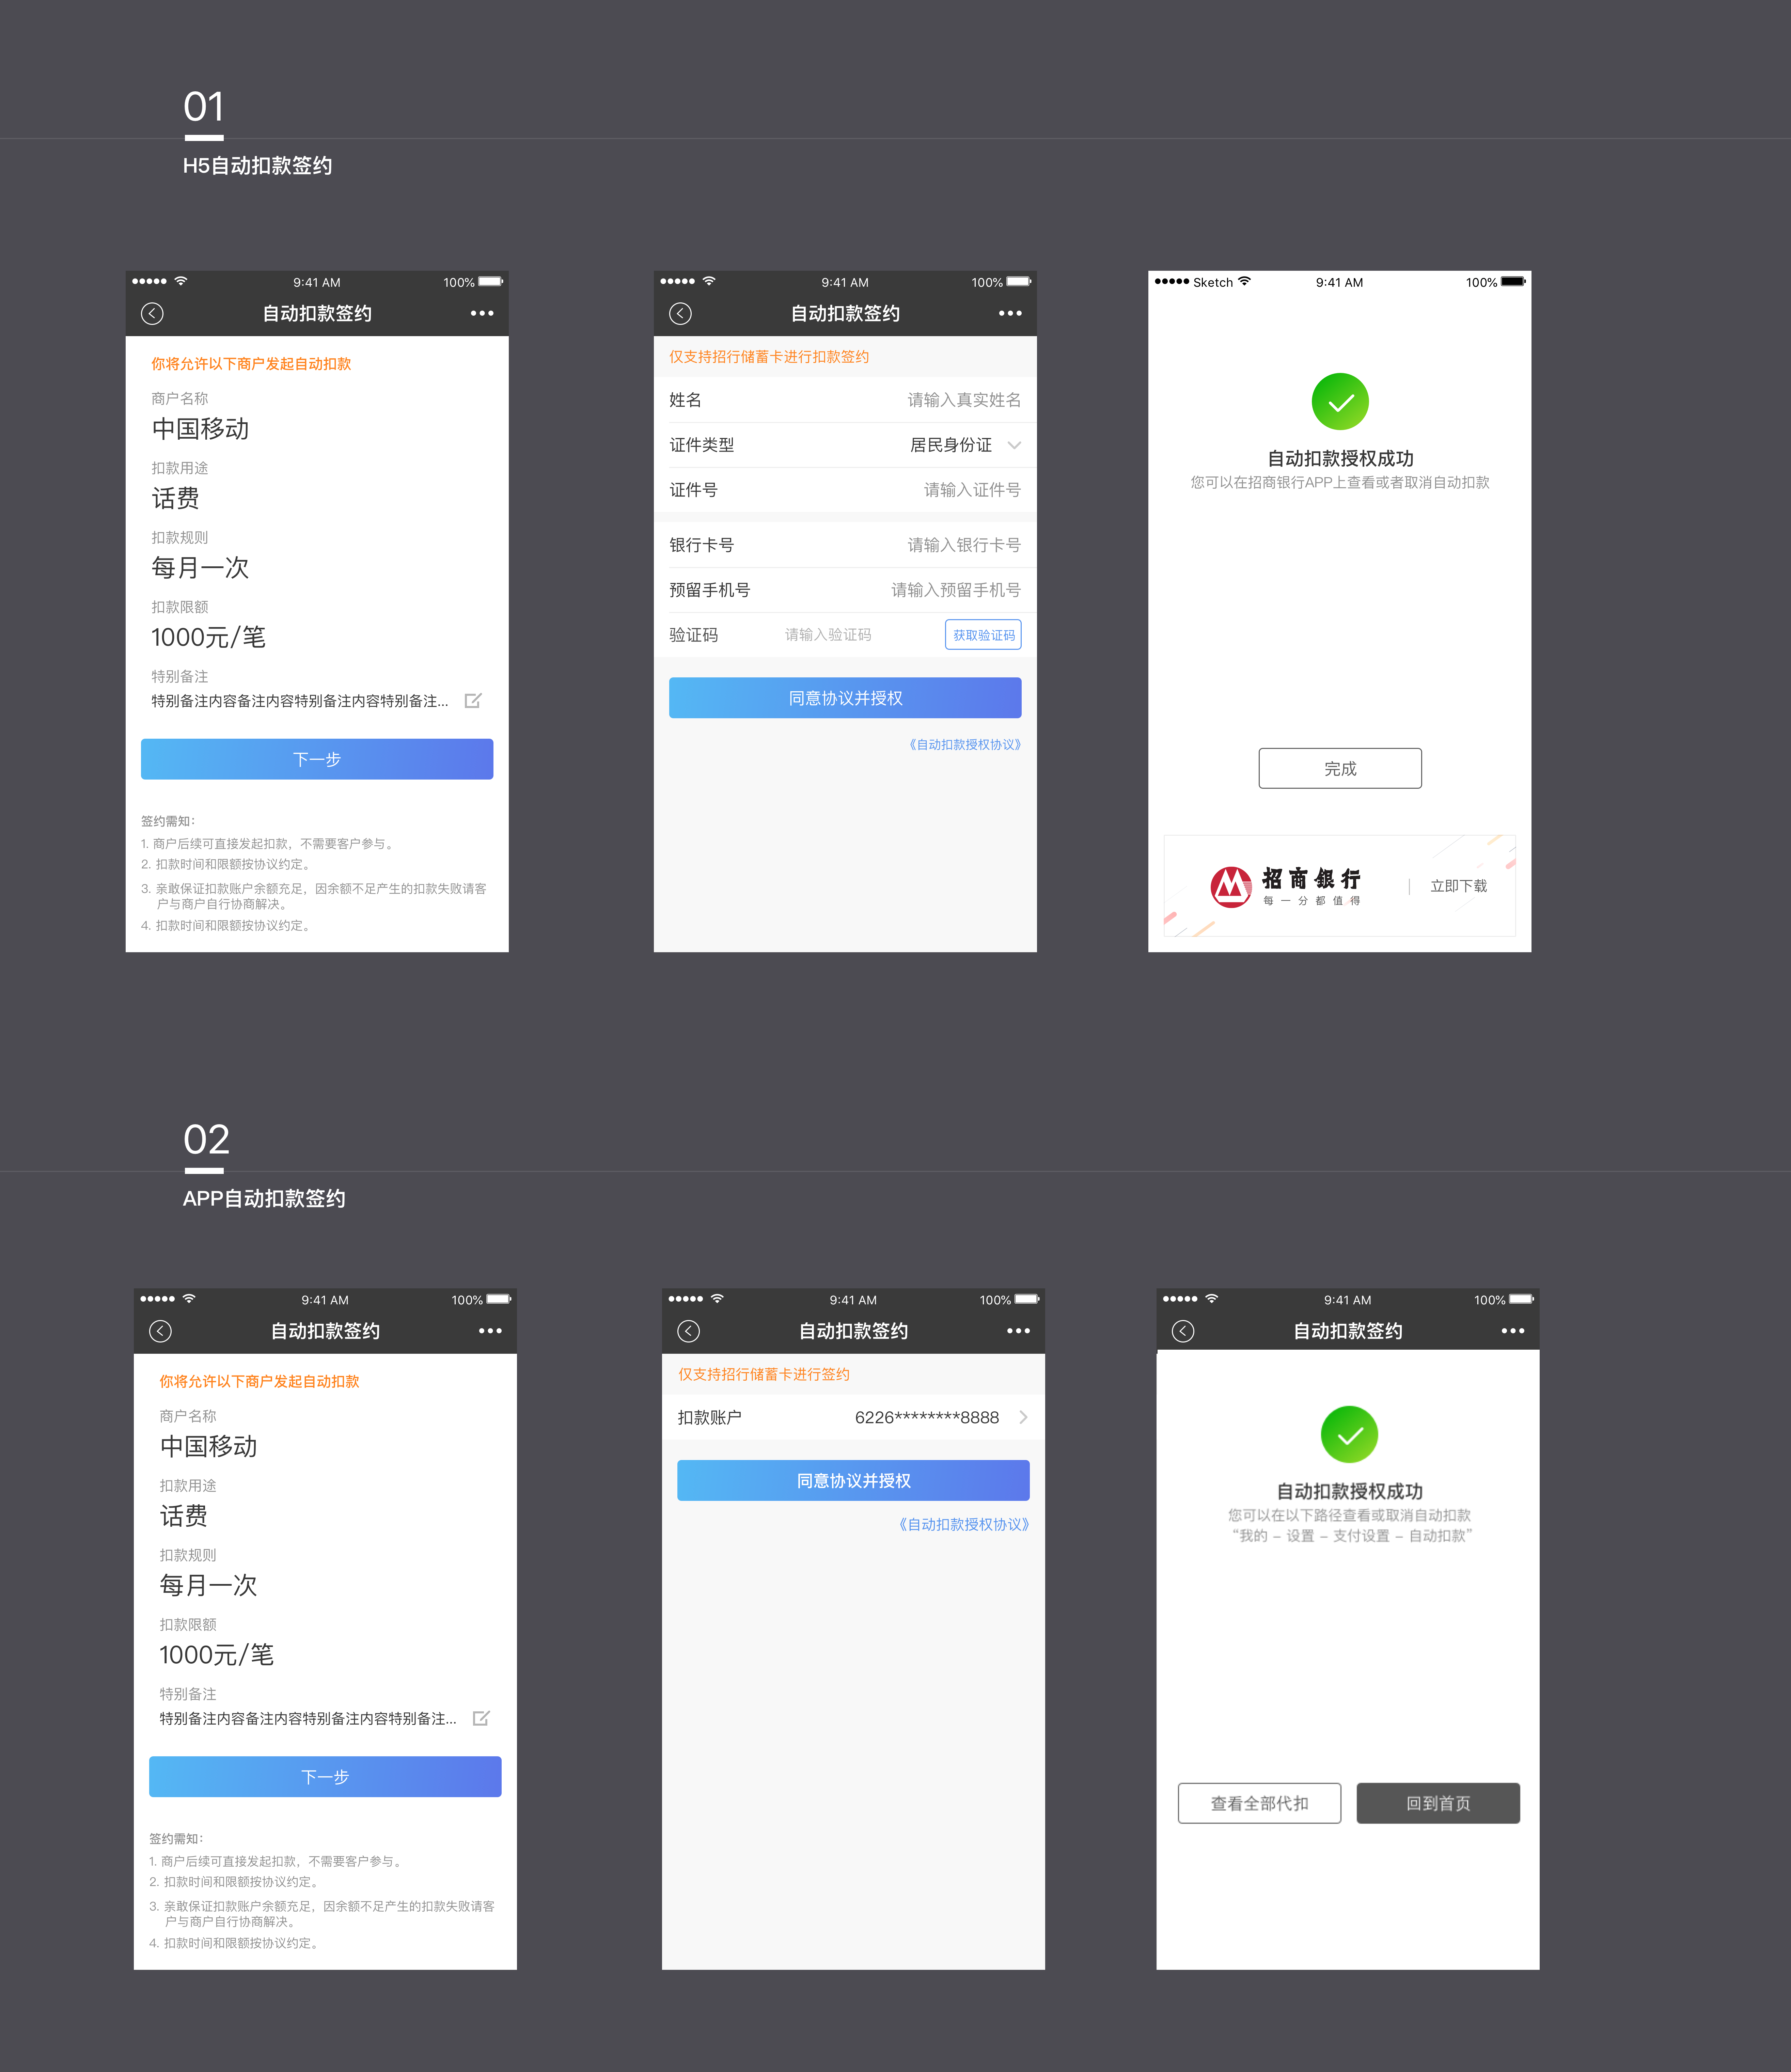 01
H5自动扣款签约
9:41 AM
100%
自动扣款签约
你将允许以下商户发起自动扣款
商户名称
中国移动
扣款用途
话费
扣款规则
每月一次
扣款限额
1000元/笔
特别备注
特别备注内容备注内容特别备注内容特别备注...
下一步
签约需知：
1. 商户后续可直接发起扣款，不需要客户参与。
2. 扣款时间和限额按协议约定。
3. 亲敢保证扣款账户余额充足，因余额不足产生的扣款失败请客
户与商户自行协商解决。
4. 扣款时间和限额按协议约定。
9:41 AM
100%
自动扣款签约
仅支持招行储蓄卡进行扣款签约
姓名 请输入真实姓名
证件类型 居民身份证
证件号 请输入证件号
银行卡号 请输入银行卡号
预留手机号 请输入预留手机号
验证码 请输入验证码 获取验证码
同意协议并授权
《自动扣款授权协议》
Sketch
9:41 AM
100%
自动扣款授权成功
您可以在招商银行APP上查看或者取消自动扣款
完成
招商银行
每一分都值得
立即下载
02
APP自动扣款签约
9:41 AM
100%
自动扣款签约
你将允许以下商户发起自动扣款
商户名称
中国移动
扣款用途
话费
扣款规则
每月一次
扣款限额
1000元/笔
特别备注
特别备注内容备注内容特别备注内容特别备注...
下一步
签约需知：
1. 商户后续可直接发起扣款，不需要客户参与。
2. 扣款时间和限额按协议约定。
3. 亲敢保证扣款账户余额充足，因余额不足产生的扣款失败请客
户与商户自行协商解决。
4. 扣款时间和限额按协议约定。
9:41 AM
100%
自动扣款签约
仅支持招行储蓄卡进行签约
扣款账户 6226********8888
同意协议并授权
《自动扣款授权协议》
9:41 AM
100%
自动扣款签约
自动扣款授权成功
您可以在以下路径查看或取消自动扣款
“我的 – 设置 – 支付设置 – 自动扣款”
查看全部代扣
回到首页